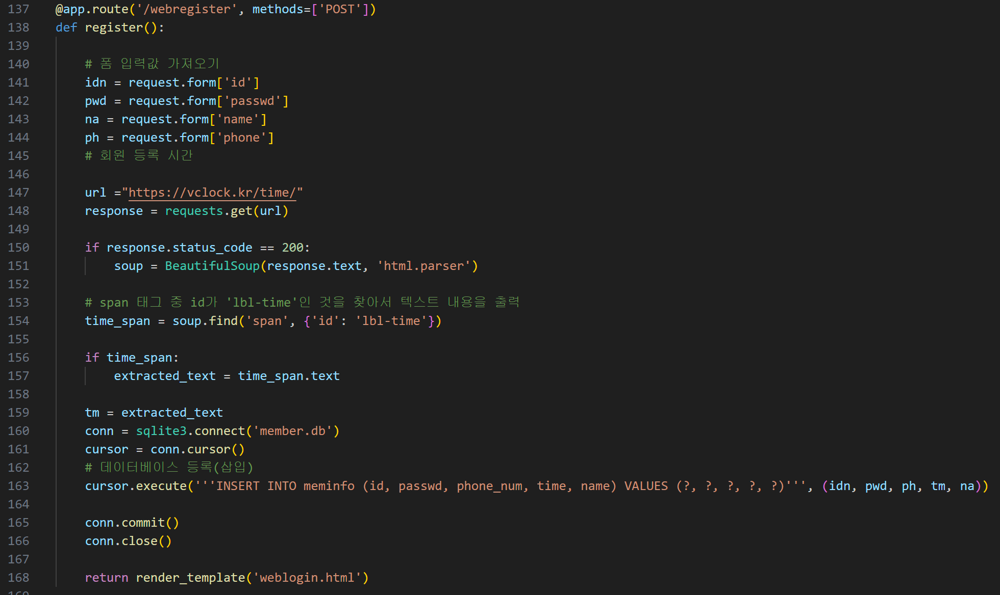 137 @app.route('/webregister', methods=['POST'])
138 def register():
139
140 # 폼 입력값 가져오기
141 idn = request.form['id']
142 pwd = request.form['passwd']
143 na = request.form['name']
144 ph = request.form['phone']
145 # 회원 등록 시간
146
147 url ="https://vclock.kr/time/"
148 response = requests.get(url)
149
150 if response.status_code == 200:
151 soup = BeautifulSoup(response.text, 'html.parser')
152
153 # span 태그 중 id가 'lbl-time'인 것을 찾아서 텍스트 내용을 출력
154 time_span = soup.find('span', {'id': 'lbl-time'})
155
156 if time_span:
157 extracted_text = time_span.text
158
159 tm = extracted_text
160 conn = sqlite3.connect('member.db')
161 cursor = conn.cursor()
162 # 데이터베이스 등록(삽입)
163 cursor.execute('''INSERT INTO meminfo (id, passwd, phone_num, time, name) VALUES (?, ?, ?, ?, ?)''', (idn, pwd, ph, tm, na))
164
165 conn.commit()
166 conn.close()
167
168 return render_template('weblogin.html')
169